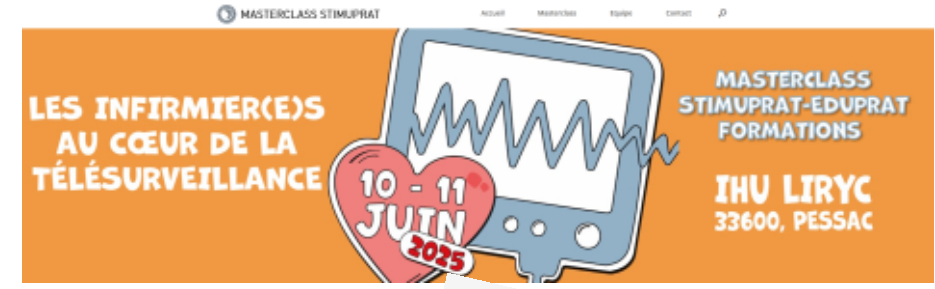 MASTERCLASS STIMUPRAT
Accueil Masterclass Equipe Contact
LES INFIRMIER(E)S
AU CŒUR DE LA
TÉLÉSURVEILLANCE
10 - 11
JUIN
2025
MASTERCLASS
STIMUPRAT-EDUPRAT
FORMATIONS
IHU LIRYC
33600, PESSAC